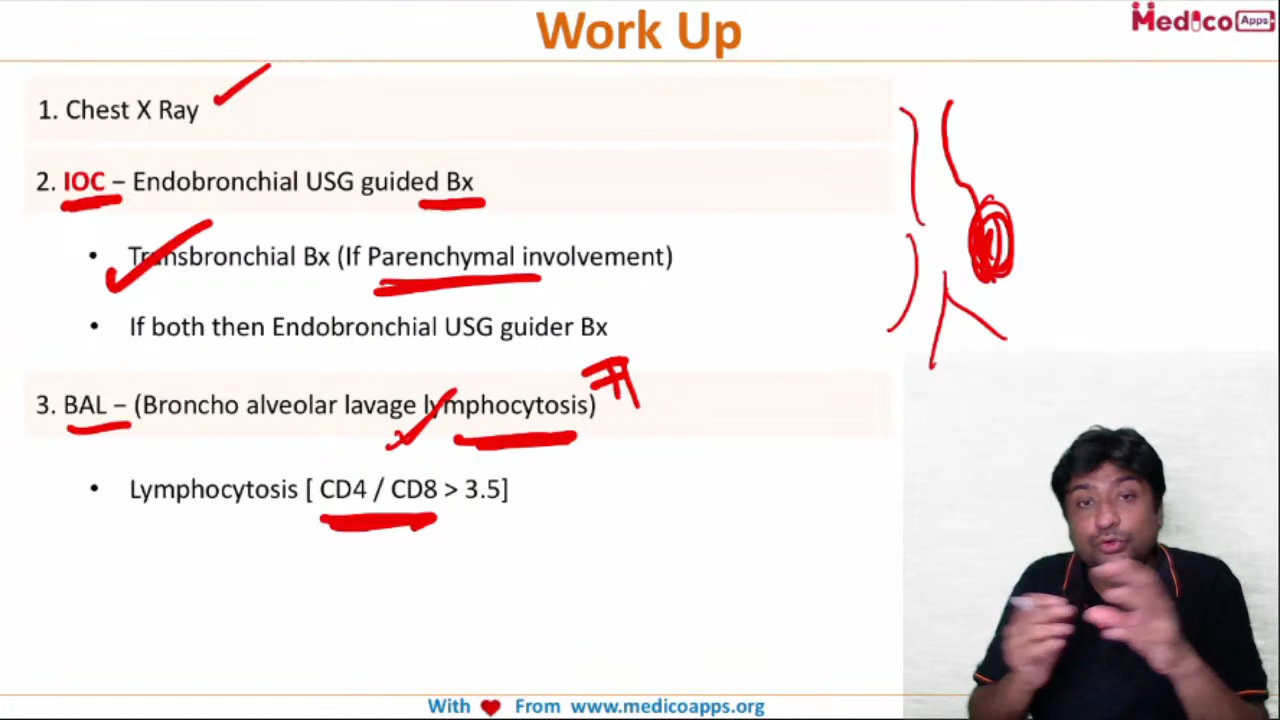 Work Up
Medico Apps
1. Chest X Ray
2. IOC – Endobronchial USG guided Bx
• Transbronchial Bx (If Parenchymal involvement)
• If both then Endobronchial USG guider Bx
3. BAL – (Broncho alveolar lavage lymphocytosis)
• Lymphocytosis [ CD4 / CD8 > 3.5]
With ❤ From www.medicoapps.org